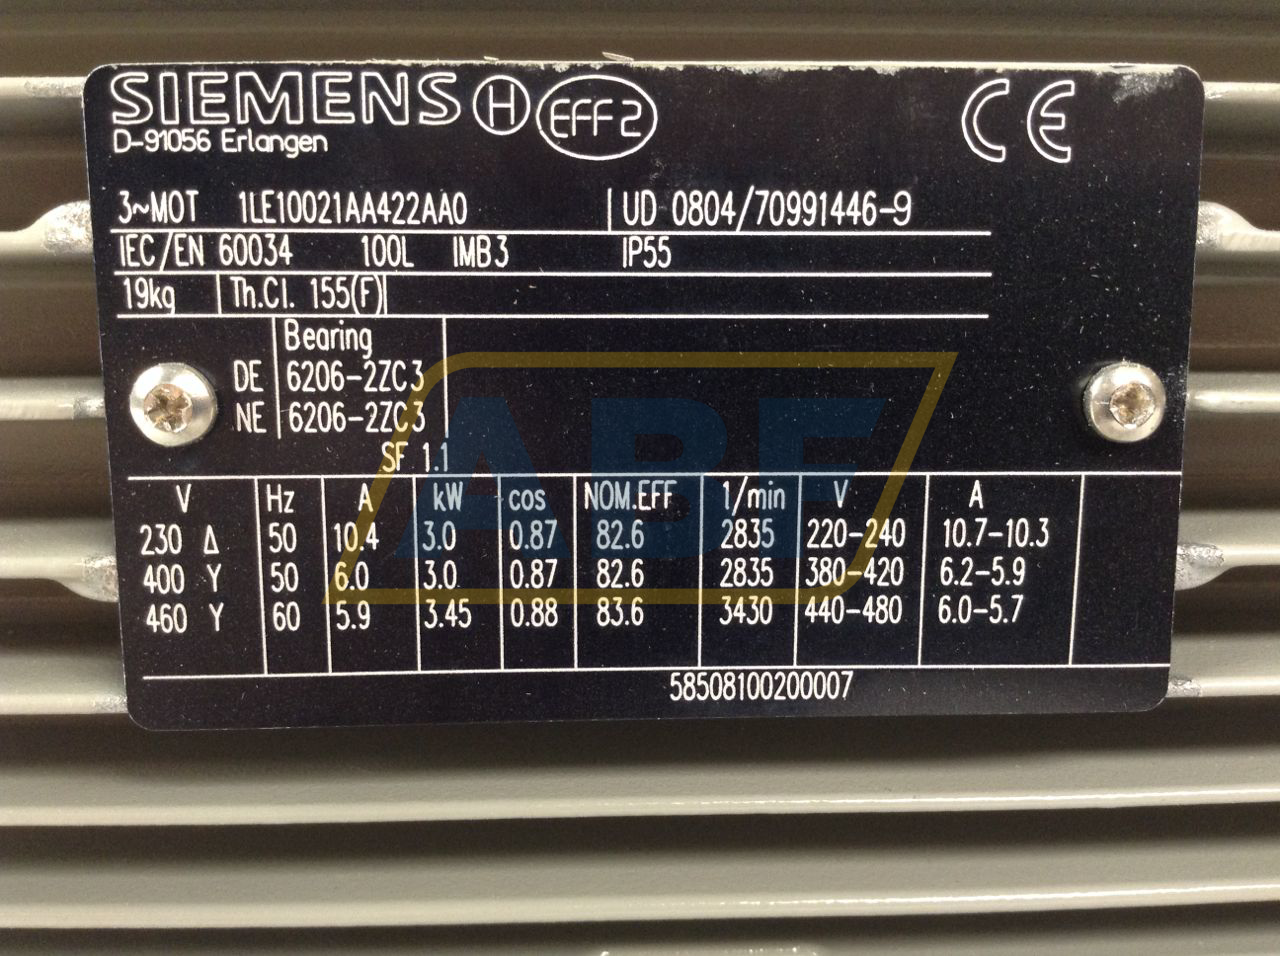 SIEMENS H EFF2 CE
D-91056 Erlangen
3~MOT 1LE10021AA422AA0 UD 0804/70991446-9
IEC/EN 60034 100L IMB3 IP55
19kg Th.Cl. 155(F)
Bearing
DE 6206-2ZC3
NE 6206-2ZC3
SF 1.1
V Hz A kW cos NOM.EFF 1/min V A
230 Δ 50 10.4 3.0 0.87 82.6 2835 220-240 10.7-10.3
400 Y 50 6.0 3.0 0.87 82.6 2835 380-420 6.2-5.9
460 Y 60 5.9 3.45 0.88 83.6 3430 440-480 6.0-5.7
58508100200007
ABF